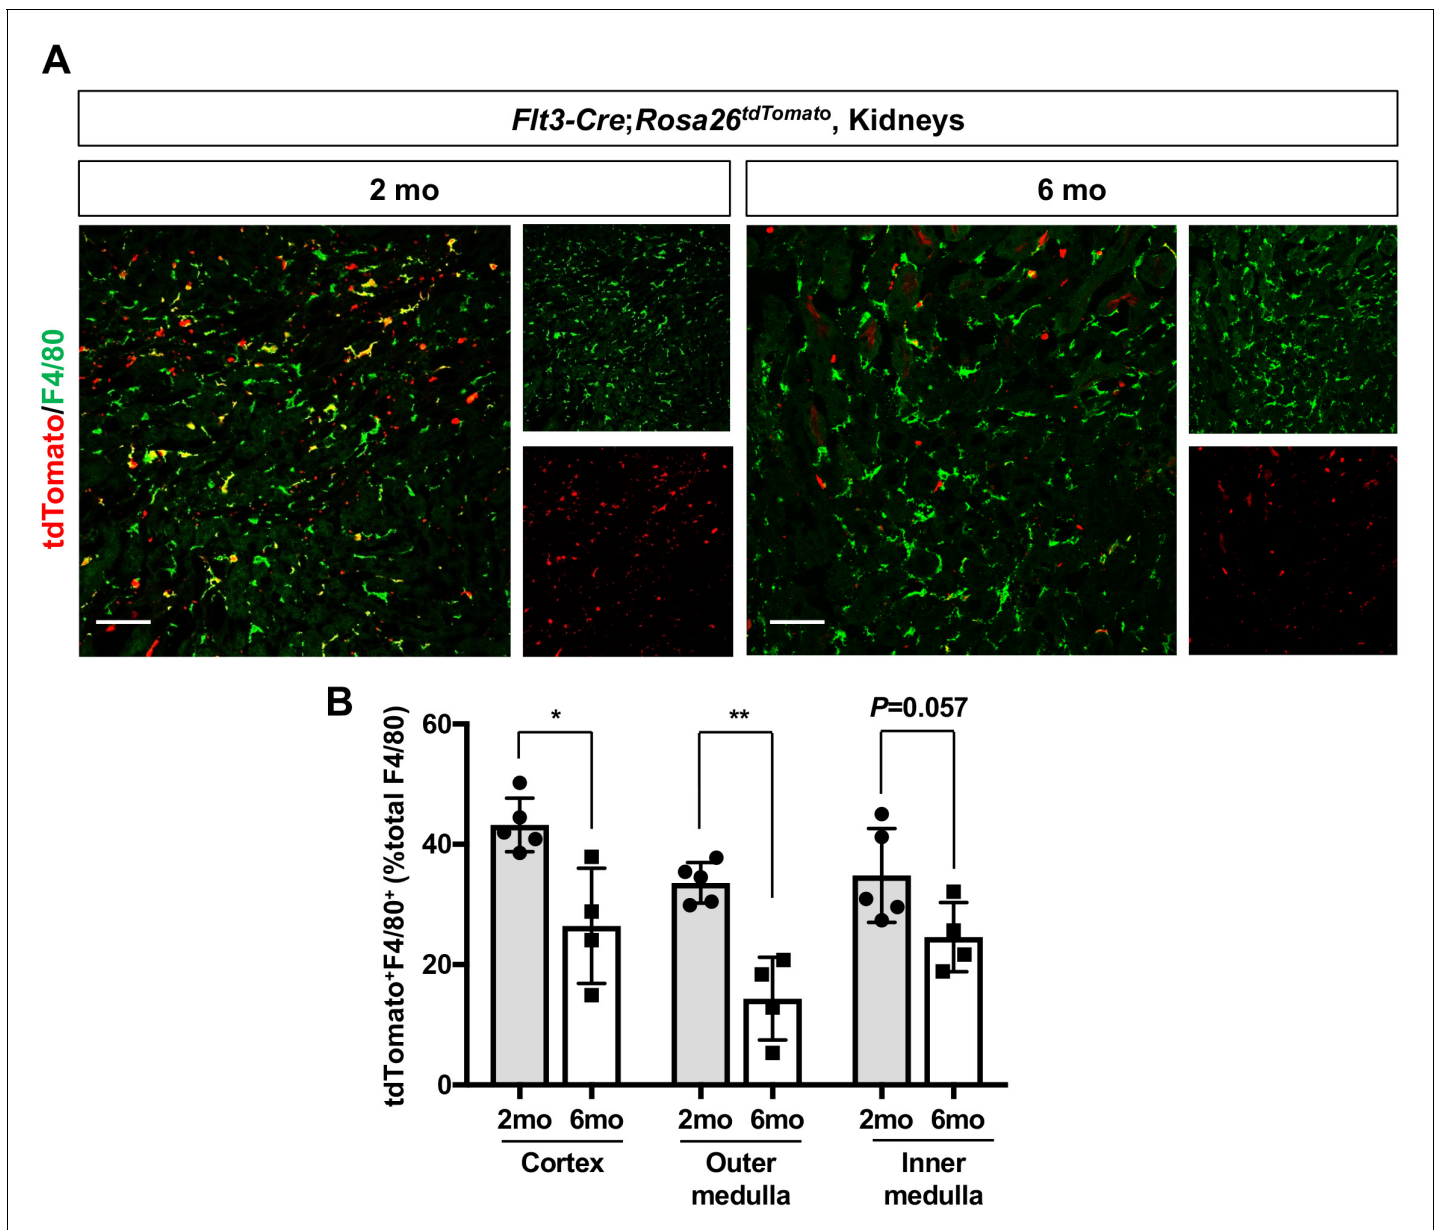 A
Flt3-Cre;Rosa26tdTomato, Kidneys
2 mo
6 mo
tdTomato/F4/80
B
tdTomato+F4/80+ (%total F4/80)
60
40
20
0
*
**
P=0.057
2mo 6mo 2mo 6mo 2mo 6mo
Cortex
Outer
medulla
Inner
medulla